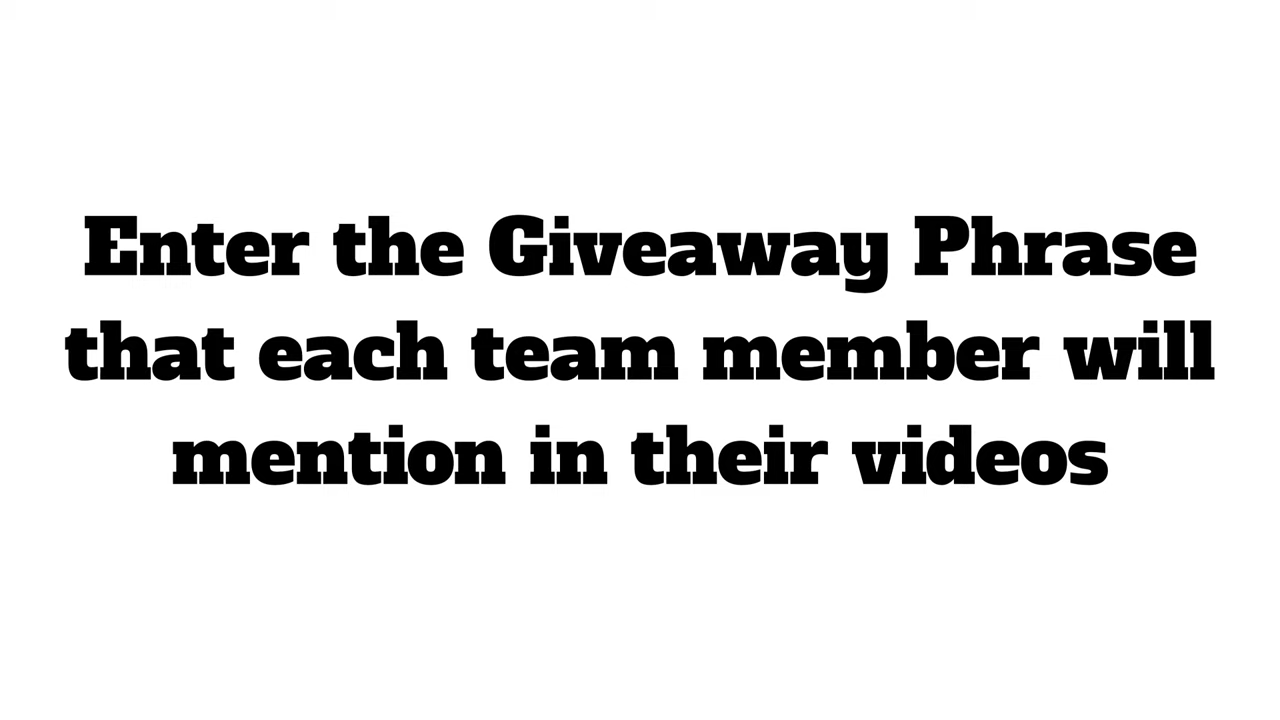 Enter the Giveaway Phrase
that each team member will
mention in their videos